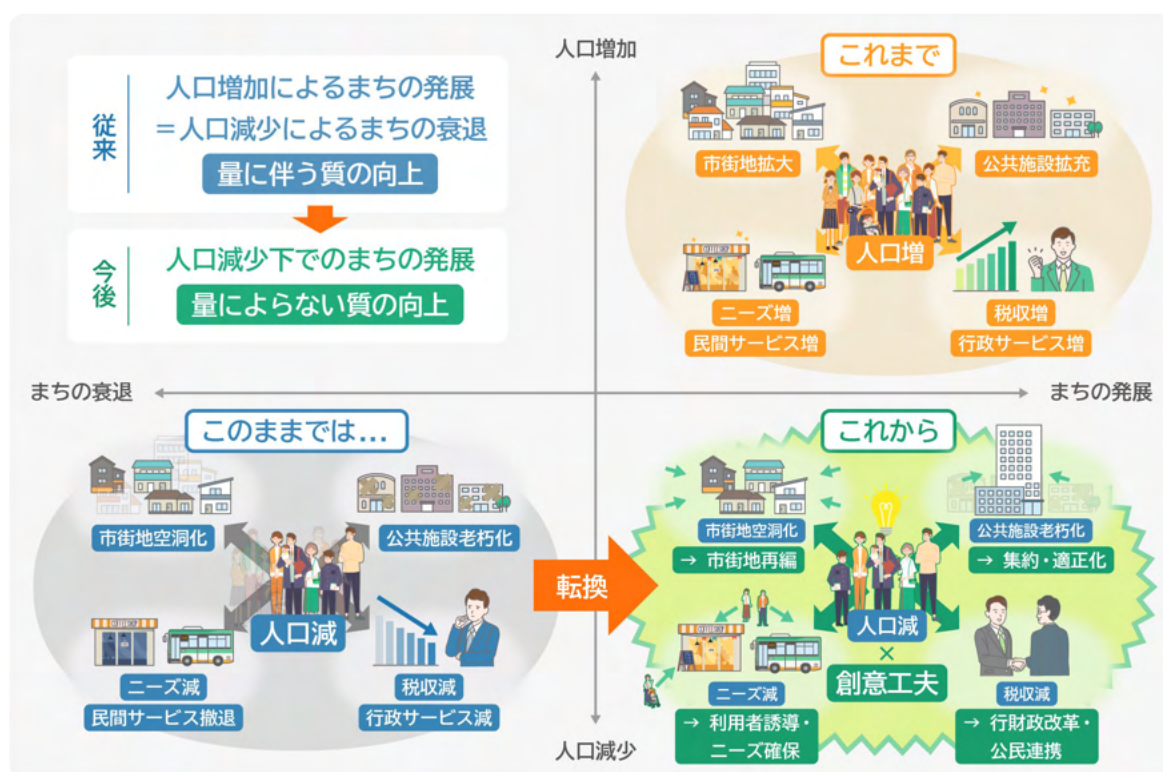 従来
人口増加によるまちの発展
＝人口減少によるまちの衰退
量に伴う質の向上
今後
人口減少下でのまちの発展
量によらない質の向上
人口増加
これまで
市街地拡大
公共施設拡充
人口増
ニーズ増
民間サービス増
税収増
行政サービス増
まちの衰退
まちの発展
このままでは…
市街地空洞化
公共施設老朽化
人口減
ニーズ減
民間サービス撤退
税収減
行政サービス減
転換
これから
市街地空洞化
→ 市街地再編
公共施設老朽化
→ 集約・適正化
人口減
×
創意工夫
ニーズ減
→ 利用者誘導・
ニーズ確保
税収減
→ 行財政改革・
公民連携
人口減少